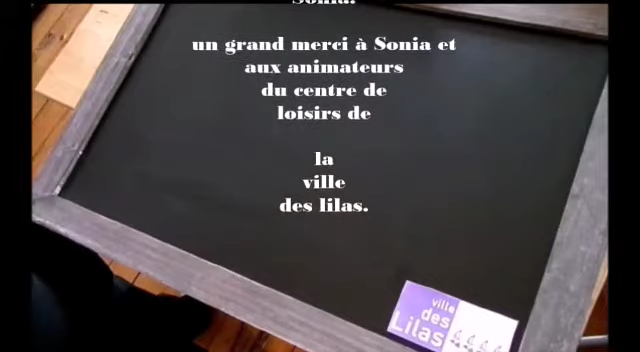 Sonia.
un grand merci à Sonia et
aux animateurs
du centre de
loisirs de
la
ville
des lilas.
ville
des
Lilas